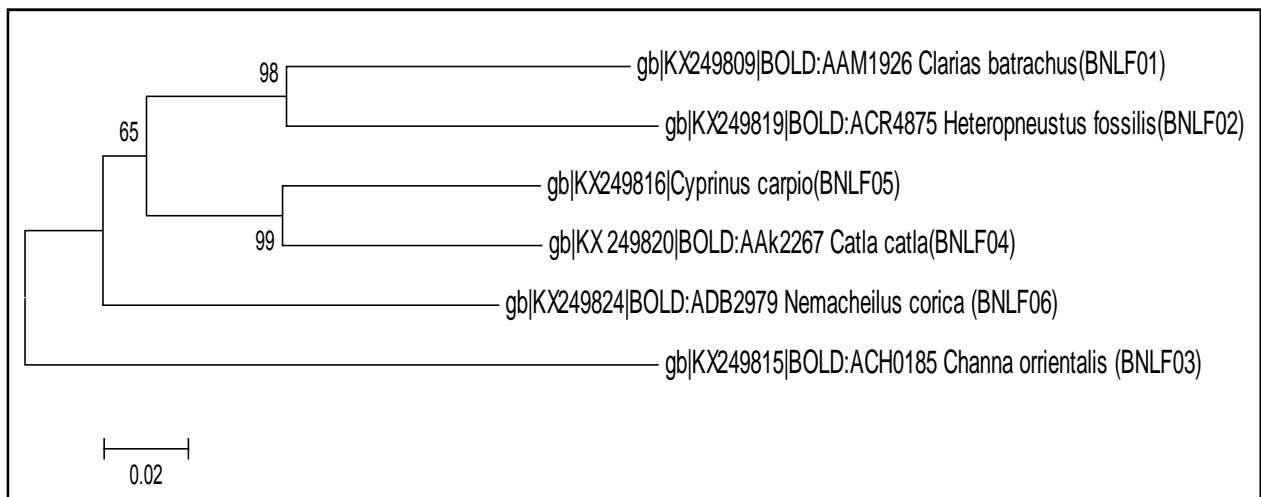 gb|KX249809|BOLD:AAM1926 Clarias batrachus(BNLF01)
98
gb|KX249819|BOLD:ACR4875 Heteropneustus fossilis(BNLF02)
65
gb|KX249816|Cyprinus carpio(BNLF05)
99
gb|KX 249820|BOLD:AAk2267 Catla catla(BNLF04)
gb|KX249824|BOLD:ADB2979 Nemacheilus corica (BNLF06)
gb|KX249815|BOLD:ACH0185 Channa orrientalis (BNLF03)
0.02